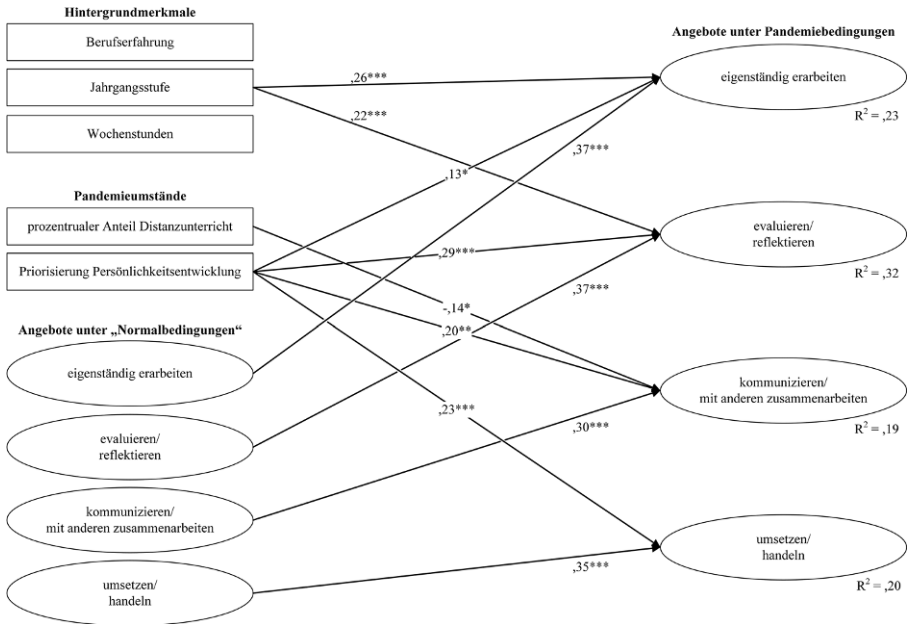 Hintergrundmerkmale
Berufserfahrung
Jahrgangsstufe
Wochenstunden
Pandemieumstände
prozentrualer Anteil Distanzunterricht
Priorisierung Persönlichkeitsentwicklung
Angebote unter „Normalbedingungen“
eigenständig erarbeiten
evaluieren/
reflektieren
kommunizieren/
mit anderen zusammenarbeiten
umsetzen/
handeln
,26***
,22***
,37***
,13*
,29***
,37***
-,14*
,20**
,23***
,30***
,35***
Angebote unter Pandemiebedingungen
eigenständig erarbeiten
R² = ,23
evaluieren/
reflektieren
R² = ,32
kommunizieren/
mit anderen zusammenarbeiten
R² = ,19
umsetzen/
handeln
R² = ,20